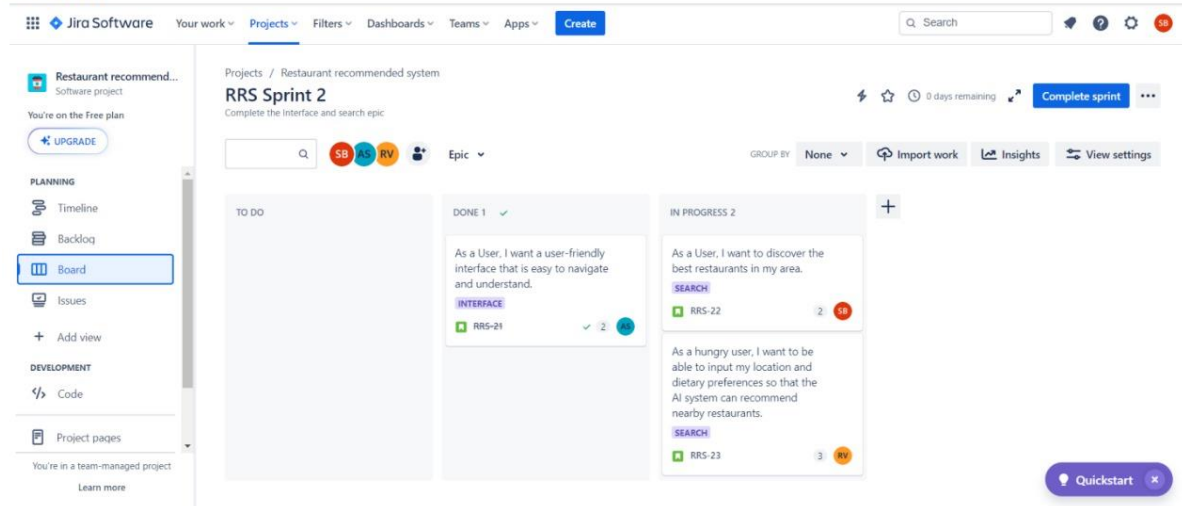 Jira Software Your work Projects Filters Dashboards Teams Apps Create Search SB
Restaurant recommend...
Software project
You're on the Free plan
UPGRADE
PLANNING
Timeline
Backlog
Board
Issues
+ Add view
DEVELOPMENT
</> Code
Project pages
You're in a team-managed project
Learn more
Projects / Restaurant recommended system
RRS Sprint 2
Complete the interface and search epic
0 days remaining Complete sprint ...
SB AS RV Epic GROUP BY None Import work Insights View settings
TO DO
DONE 1
As a User, I want a user-friendly
interface that is easy to navigate
and understand.
INTERFACE
RRS-21 2 AS
IN PROGRESS 2
As a User, I want to discover the
best restaurants in my area.
SEARCH
RRS-22 2 SB
As a hungry user, I want to be
able to input my location and
dietary preferences so that the
AI system can recommend
nearby restaurants.
SEARCH
RRS-23 3 RV
+
Quickstart x